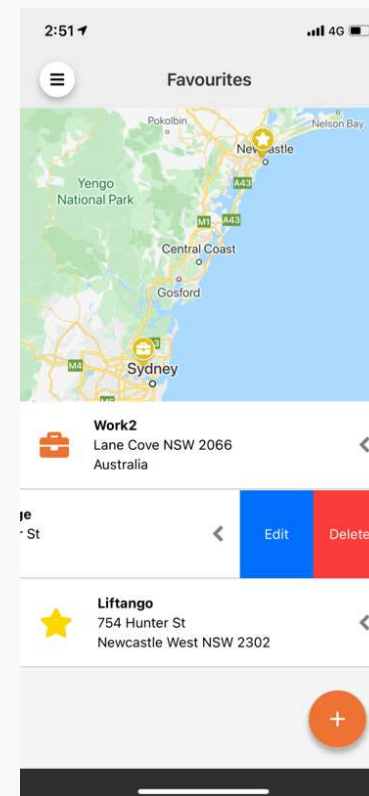 2:51
4G
Favourites
Pokolbin
Nelson Bay
Newcastle
Yengo
National Park
A43
M1
A43
Central Coast
Gosford
M4
Sydney
Work2
Lane Cove NSW 2066
Australia
ge
r St
Edit
Delete
Liftango
754 Hunter St
Newcastle West NSW 2302
+